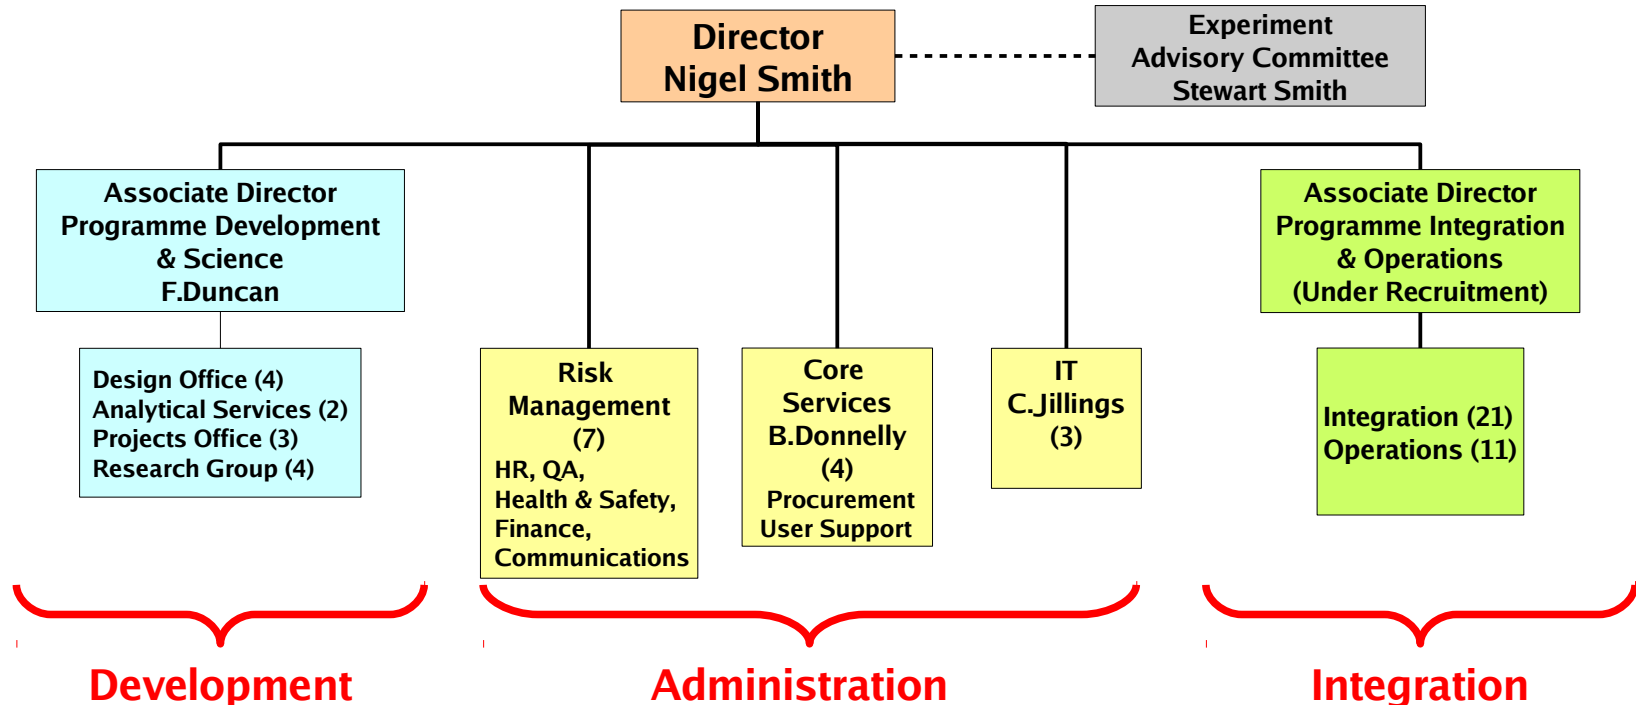 Director
Nigel Smith
Experiment
Advisory Committee
Stewart Smith
Associate Director
Programme Development
& Science
F.Duncan
Associate Director
Programme Integration
& Operations
(Under Recruitment)
Design Office (4)
Analytical Services (2)
Projects Office (3)
Research Group (4)
Risk
Management
(7)
HR, QA,
Health & Safety,
Finance,
Communications
Core
Services
B.Donnelly
(4)
Procurement
User Support
IT
C.Jillings
(3)
Integration (21)
Operations (11)
Development
Administration
Integration